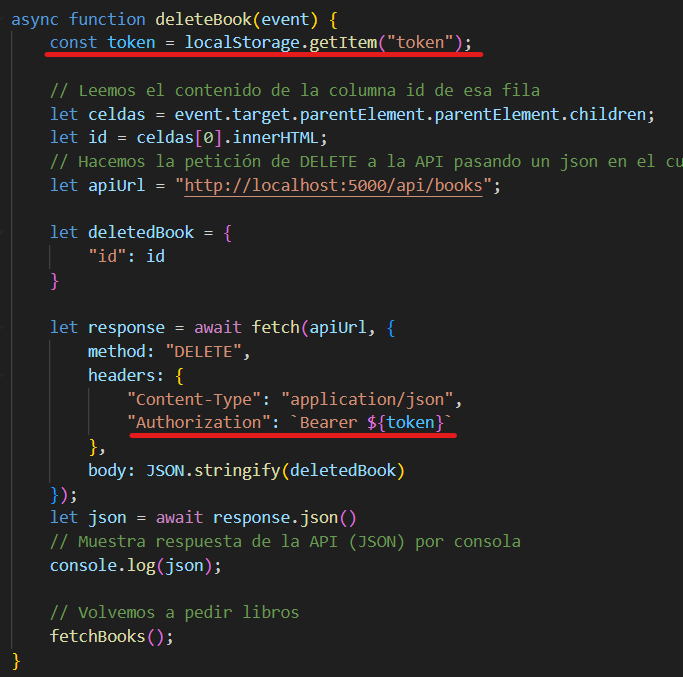 async function deleteBook(event) {
const token = localStorage.getItem("token");
// Leemos el contenido de la columna id de esa fila
let celdas = event.target.parentElement.parentElement.children;
let id = celdas[0].innerHTML;
// Hacemos la petición de DELETE a la API pasando un json en el cu
let apiUrl = "http://localhost:5000/api/books";
let deletedBook = {
"id": id
}
let response = await fetch(apiUrl, {
method: "DELETE",
headers: {
"Content-Type": "application/json",
"Authorization": `Bearer ${token}`
},
body: JSON.stringify(deletedBook)
});
let json = await response.json()
// Muestra respuesta de la API (JSON) por consola
console.log(json);
// Volvemos a pedir libros
fetchBooks();
}